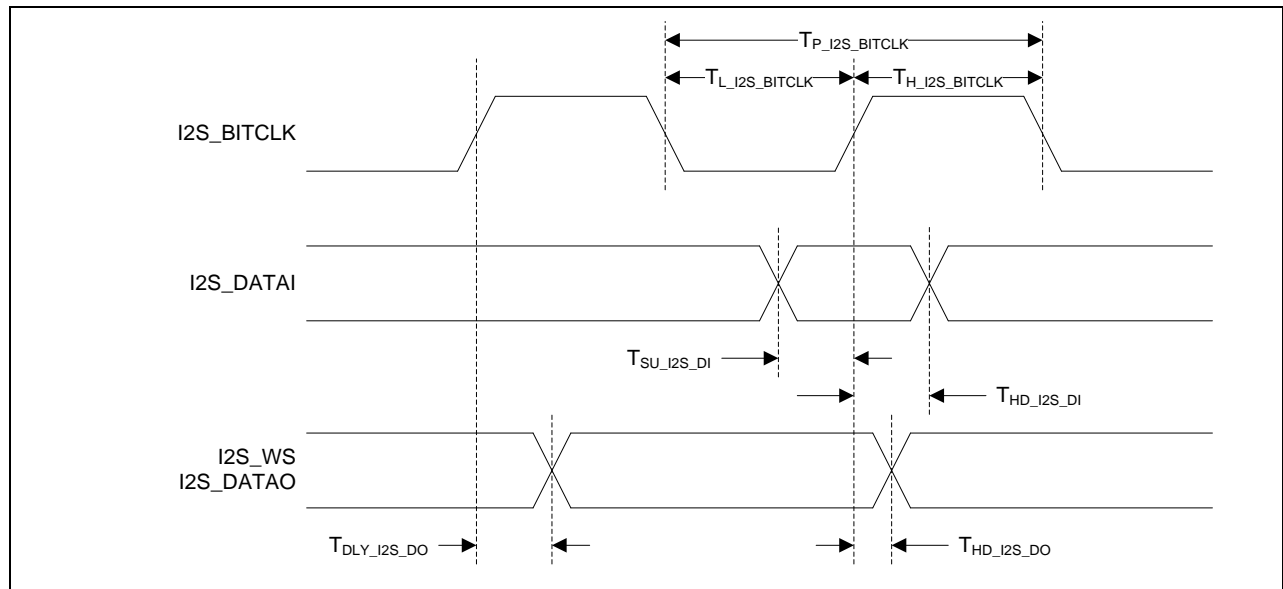 T_P_I2S_BITCLK
T_L_I2S_BITCLK T_H_I2S_BITCLK
I2S_BITCLK
I2S_DATAI
T_SU_I2S_DI
T_HD_I2S_DI
I2S_WS
I2S_DATAO
T_DLY_I2S_DO T_HD_I2S_DO